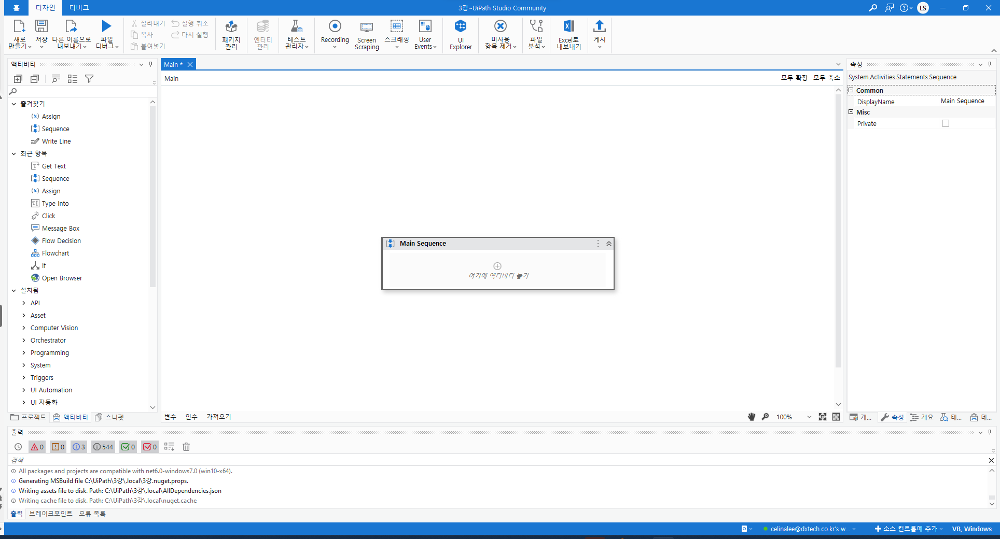 홈 디자인 디버그
3강~UiPath Studio Community
LS
새로 만들기
저장
다른 이름으로 내보내기
파일 디버그
잘라내기
복사
붙여넣기
실행 취소
다시 실행
패키지 관리
엔터티 관리
테스트 관리자
Recording
Screen Scraping
스크래핑
User Events
UI Explorer
미사용 항목 제거
파일 분석
Excel로 내보내기
게시
액티비티
즐겨찾기
Assign
Sequence
Write Line
최근 항목
Get Text
Sequence
Assign
Type Into
Click
Message Box
Flow Decision
Flowchart
If
Open Browser
설치됨
API
Asset
Computer Vision
Orchestrator
Programming
System
Triggers
UI Automation
UI 자동화
프로젝트 액티비티 스니펫
Main *
Main
모두 확장 모두 축소
Main Sequence
여기에 액티비티 놓기
변수 인수 가져오기
100%
속성
System.Activities.Statements.Sequence
Common
DisplayName Main Sequence
Misc
Private
개... 속성 개요 테... 데...
출력
0 0 3 544 0 0
검색
All packages and projects are compatible with net6.0-windows7.0 (win10-x64).
Generating MSBuild file C:\UiPath\3강\.local\3강.nuget.props.
Writing assets file to disk. Path: C:\UiPath\3강\.local\AllDependencies.json
Writing cache file to disk. Path: C:\UiPath\3강\.local\nuget.cache
출력 브레이크포인트 오류 목록
celinalee@dxtech.co.kr's w...
소스 컨트롤에 추가
VB, Windows